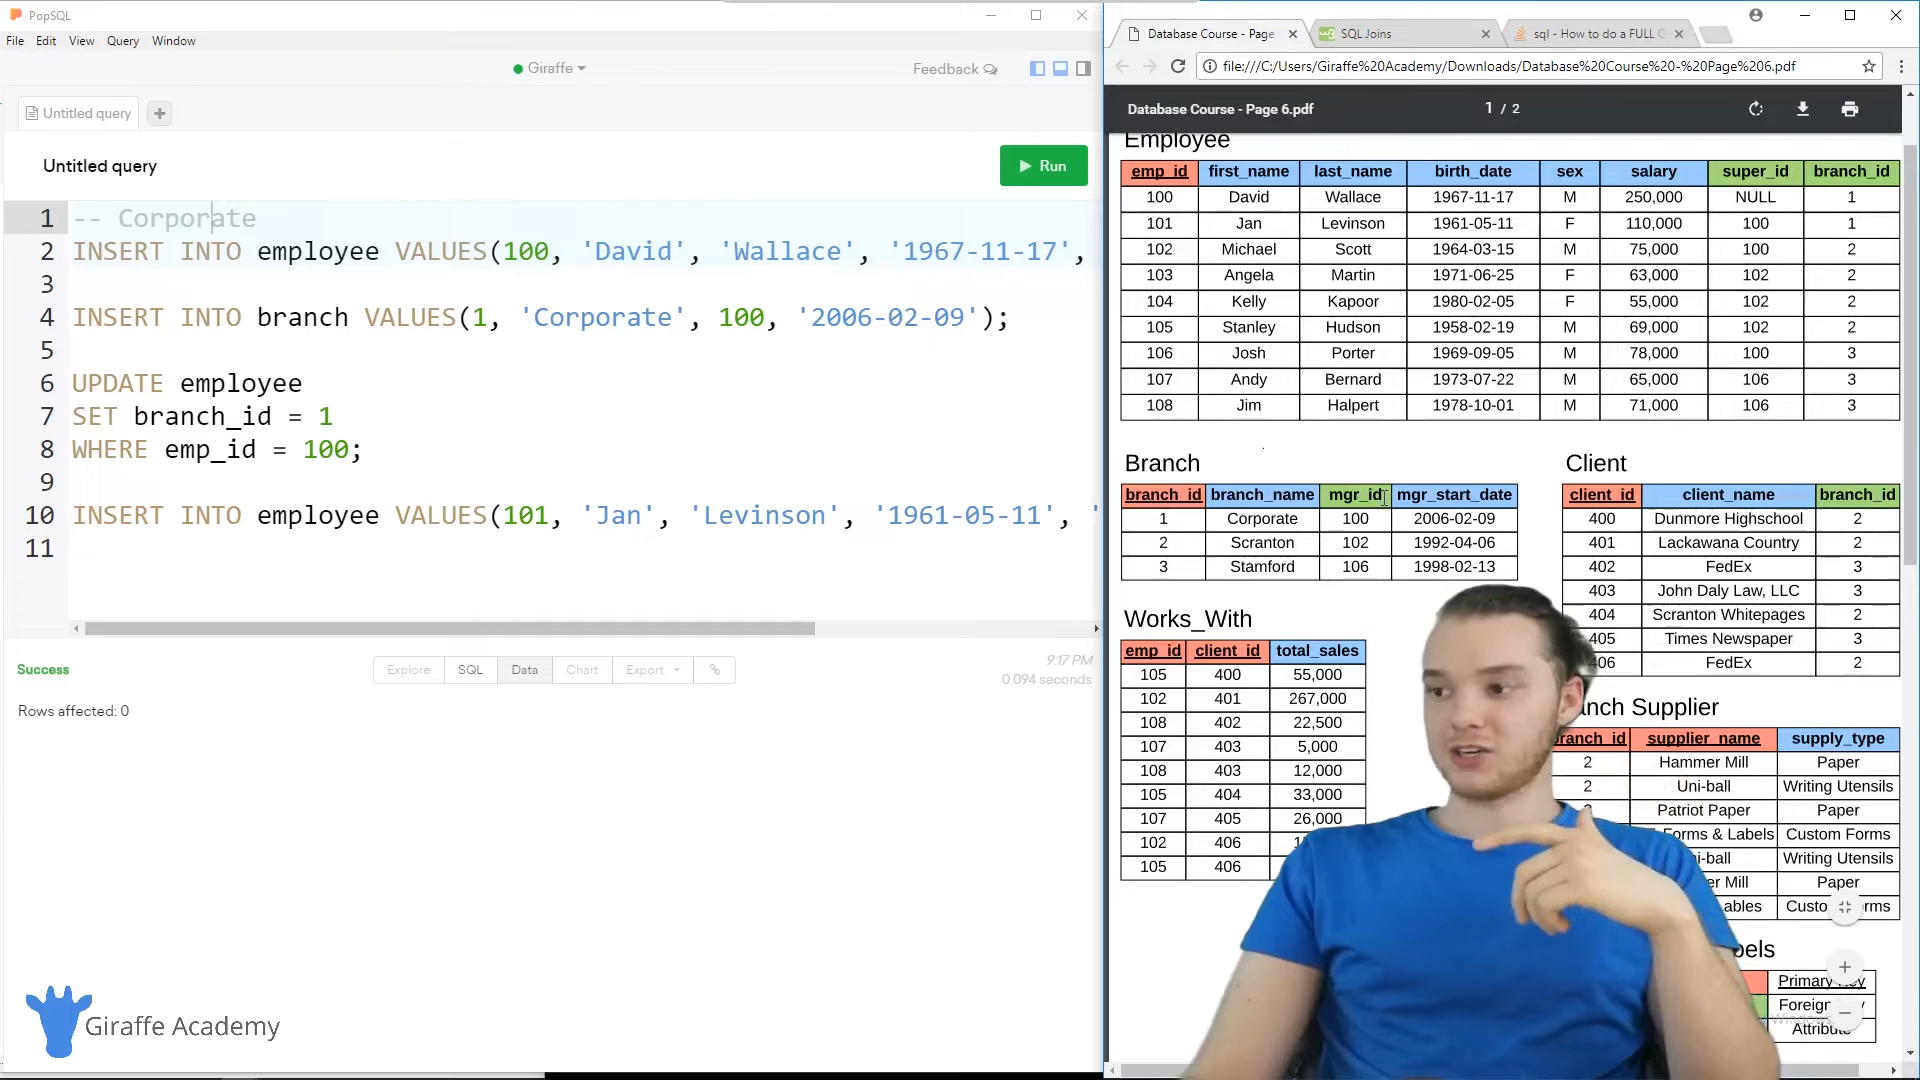 PopSQL
File Edit View Query Window
Giraffe
Feedback
Untitled query
Untitled query
Run
1 -- Corporate
2 INSERT INTO employee VALUES(100, 'David', 'Wallace', '1967-11-17',
3
4 INSERT INTO branch VALUES(1, 'Corporate', 100, '2006-02-09');
5
6 UPDATE employee
7 SET branch_id = 1
8 WHERE emp_id = 100;
9
10 INSERT INTO employee VALUES(101, 'Jan', 'Levinson', '1961-05-11', '
11
Success
Explore SQL Data Chart Export
9:17 PM
0.094 seconds
Rows affected: 0
Giraffe Academy
Database Course - Page
SQL Joins
sql - How to do a FULL
file:///C:/Users/Giraffe%20Academy/Downloads/Database%20Course%20-%20Page%206.pdf
Database Course - Page 6.pdf
1 / 2
Employee
emp_id first_name last_name birth_date sex salary super_id branch_id
100 David Wallace 1967-11-17 M 250,000 NULL 1
101 Jan Levinson 1961-05-11 F 110,000 100 1
102 Michael Scott 1964-03-15 M 75,000 100 2
103 Angela Martin 1971-06-25 F 63,000 102 2
104 Kelly Kapoor 1980-02-05 F 55,000 102 2
105 Stanley Hudson 1958-02-19 M 69,000 102 2
106 Josh Porter 1969-09-05 M 78,000 100 3
107 Andy Bernard 1973-07-22 M 65,000 106 3
108 Jim Halpert 1978-10-01 M 71,000 106 3
Branch
branch_id branch_name mgr_id mgr_start_date
1 Corporate 100 2006-02-09
2 Scranton 102 1992-04-06
3 Stamford 106 1998-02-13
Client
client_id client_name branch_id
400 Dunmore Highschool 2
401 Lackawana Country 2
402 FedEx 3
403 John Daly Law, LLC 3
404 Scranton Whitepages 2
405 Times Newspaper 3
406 FedEx 2
Works_With
emp_id client_id total_sales
105 400 55,000
102 401 267,000
108 402 22,500
107 403 5,000
108 403 12,000
105 404 33,000
107 405 26,000
102 406
105 406
Supplier
branch_id supplier_name supply_type
2 Hammer Mill Paper
2 Uni-ball Writing Utensils
Patriot Paper Paper
Forms & Labels Custom Forms
Writing Utensils
Mill Paper
Primary Key
Attribute